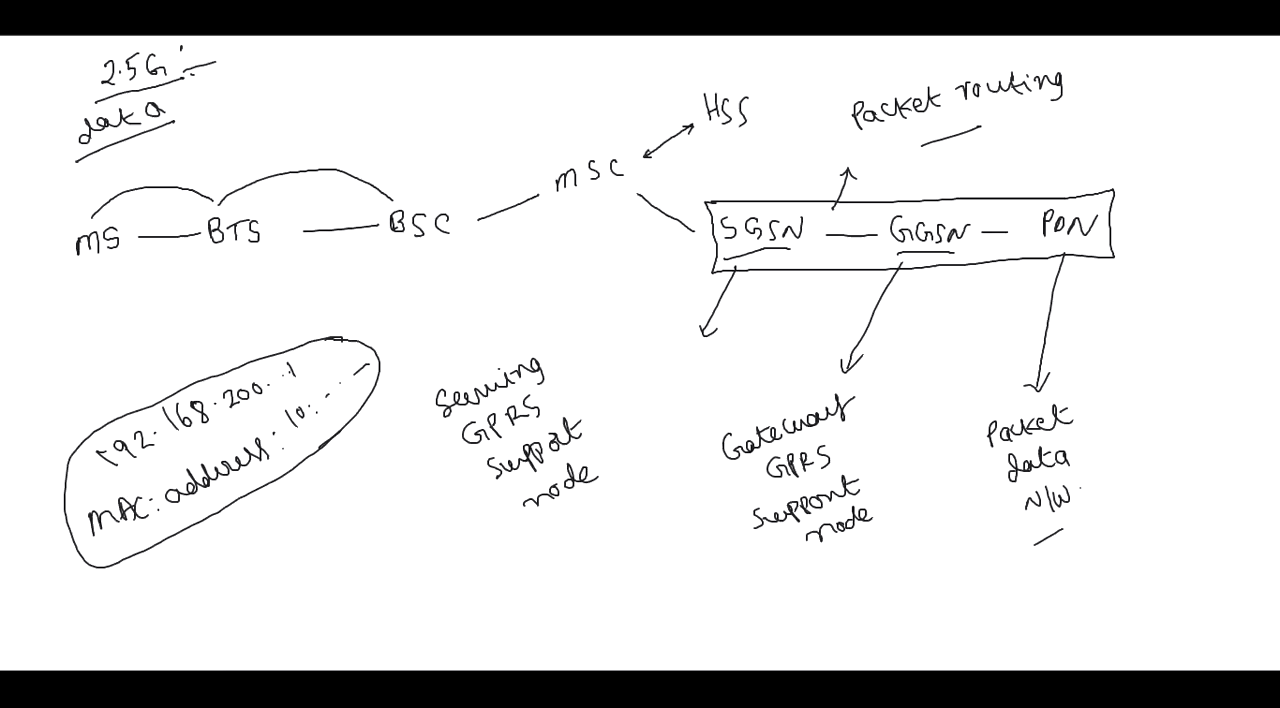 2.5G :-
data
HSS
Packet routing
MSC
MS
BTS
BSC
SGSN
GGSN
PDN
192.168.200..1
MAC: address: 10:..
Serving
GPRS
Support
node
Gateway
GPRS
Support
node
Packet
data
N/W.